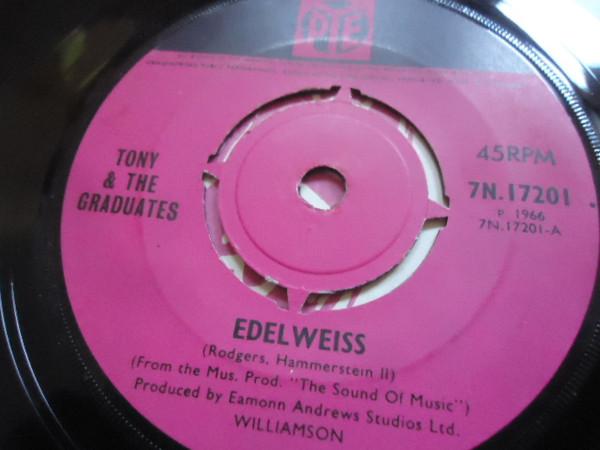 PYE
TONY
& THE
GRADUATES
45RPM
7N.17201
P. 1966
7N.17201-A
EDELWEISS
(Rodgers, Hammerstein II)
(From the Mus. Prod. "The Sound Of Music")
Produced by Eamonn Andrews Studios Ltd.
WILLIAMSON